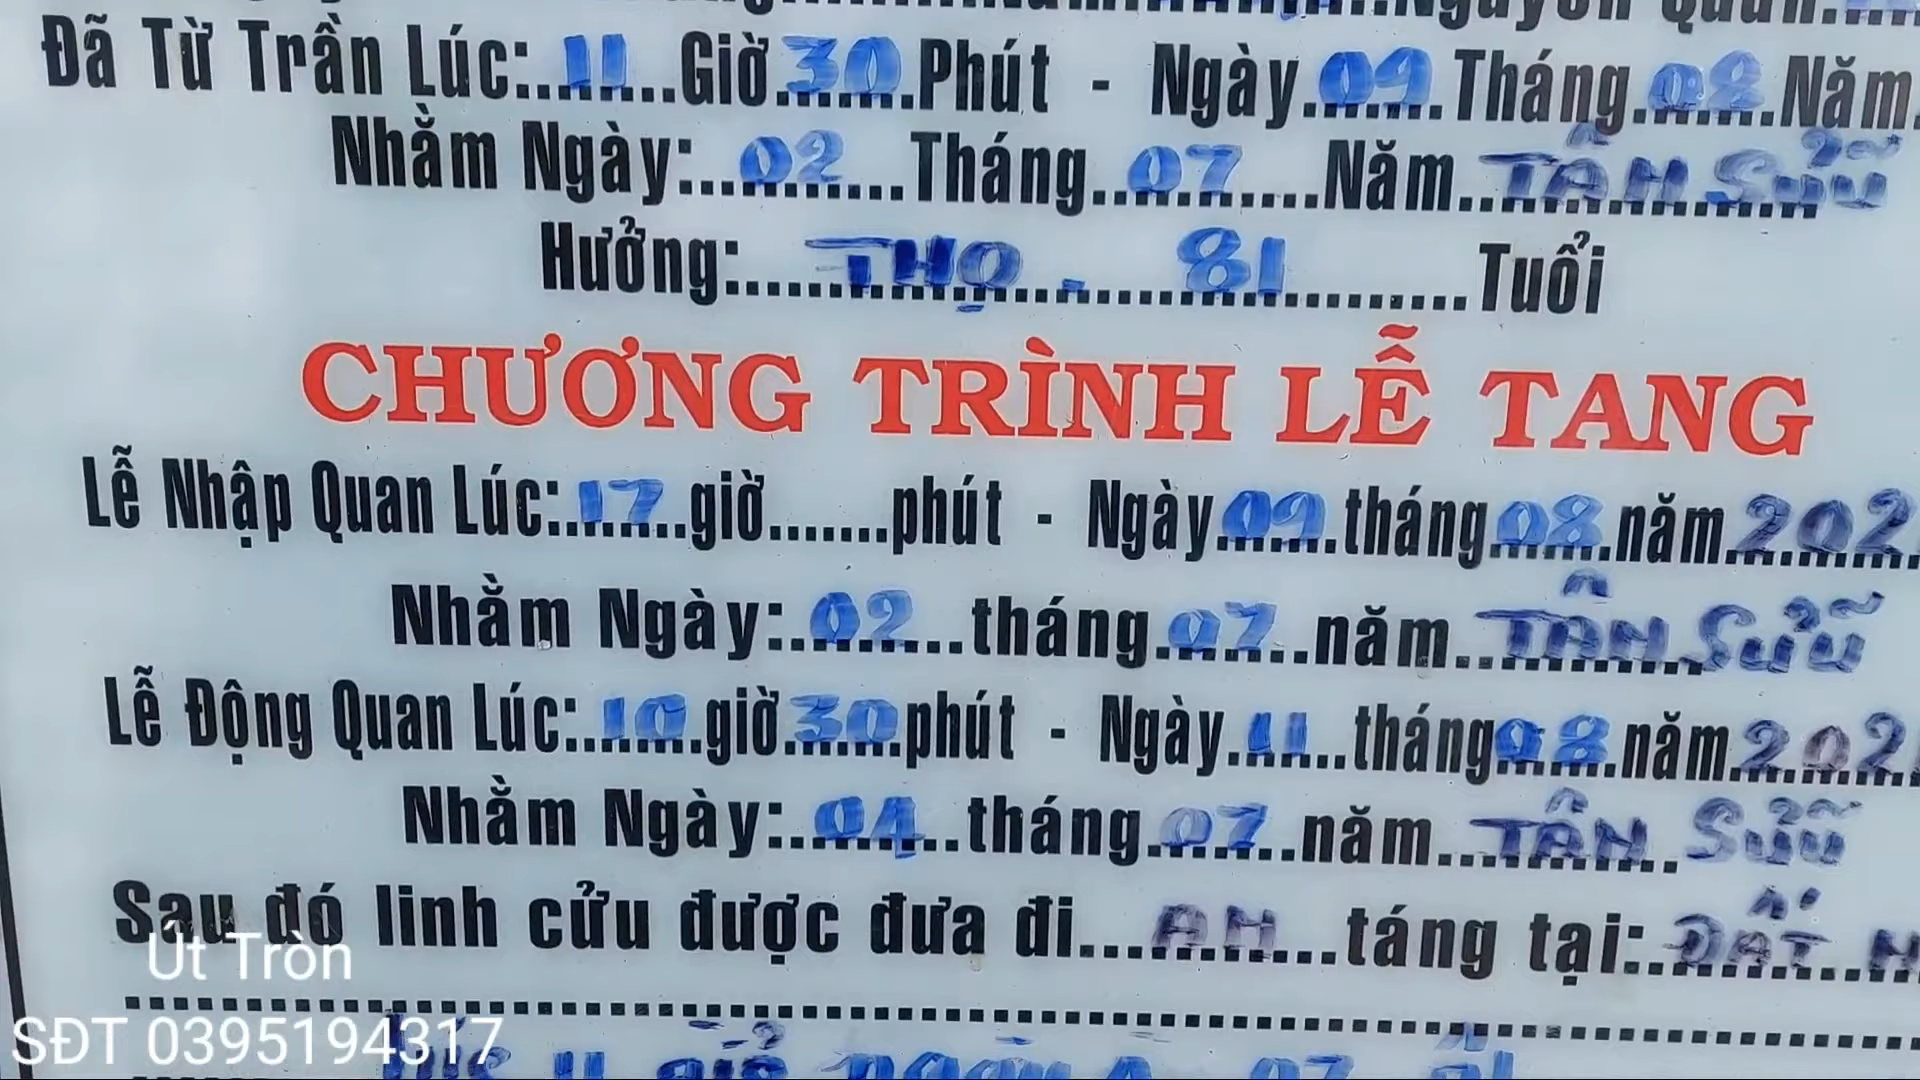 Đã Từ Trần Lúc:..11..Giờ 30 Phút - Ngày 09 Tháng 08 Năm
Nhằm Ngày: 02 Tháng 07 Năm TÂN SỬU
Hưởng: THỌ - 81 Tuổi
CHƯƠNG TRÌNH LỄ TANG
Lễ Nhập Quan Lúc: 17 giờ.......phút - Ngày 09 tháng 08 năm 202
Nhằm Ngày: 02 tháng 07 năm TÂN SỬU
Lễ Động Quan Lúc: 10 giờ 30 phút - Ngày 11 tháng 08 năm 202
Nhằm Ngày: 04 tháng 07 năm TÂN SỬU
Sau đó linh cửu được đưa đi AN táng tại: ĐẤT
Út Tròn
SĐT 0395194317